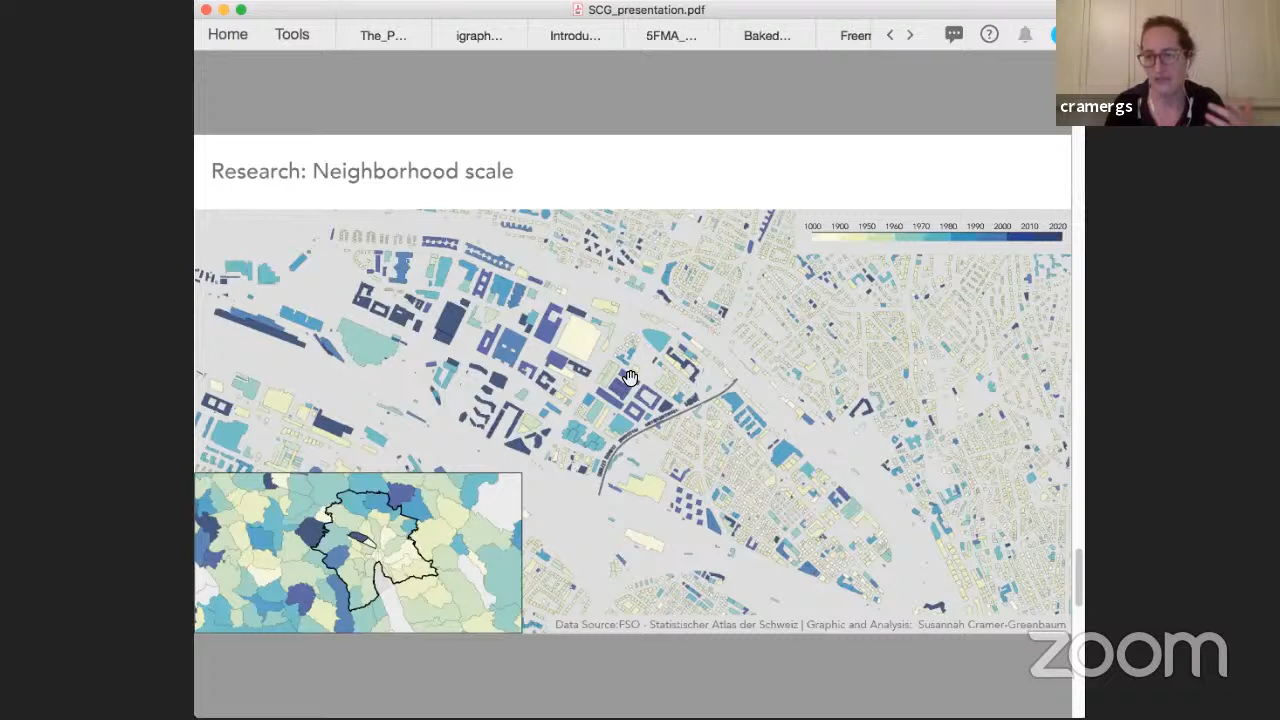 SCG_presentation.pdf
Home Tools The_P... igraph... Introdu... 5FMA_... Baked... Freen
cramergs
Research: Neighborhood scale
1000 1900 1950 1960 1970 1980 1990 2000 2010 2020
Data Source:FSO - Statistischer Atlas der Schweiz | Graphic and Analysis: Susannah Cramer-Greenbaum
zoom